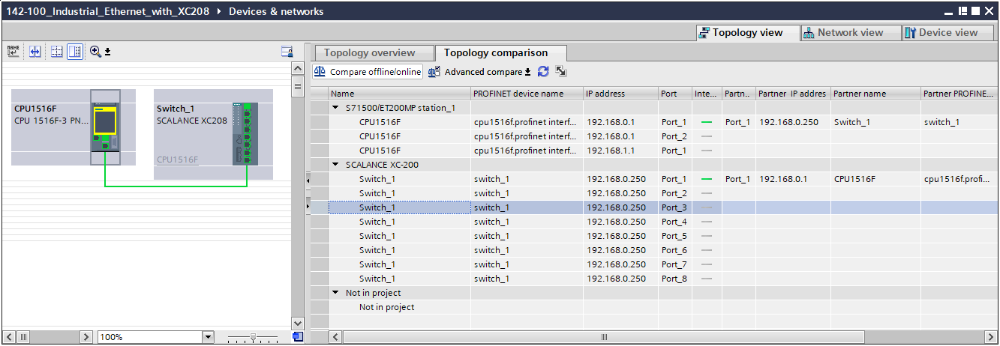 142-100_Industrial_Ethernet_with_XC208 Devices & networks
Topology view Network view Device view
NAME
Topology overview Topology comparison
Compare offline/online Advanced compare
Name PROFINET device name IP address Port Inte... Partn.. Partner IP addres Partner name Partner PROFINE...
S71500/ET200MP station_1
CPU1516F cpu1516f.profinet interf... 192.168.0.1 Port_1 Port_1 192.168.0.250 Switch_1 switch_1
CPU1516F cpu1516f.profinet interf... 192.168.0.1 Port_2
CPU1516F cpu1516f.profinet interf... 192.168.1.1 Port_1
SCALANCE XC-200
Switch_1 switch_1 192.168.0.250 Port_1 Port_1 192.168.0.1 CPU1516F cpu1516f.profi...
Switch_1 switch_1 192.168.0.250 Port_2
Switch_1 switch_1 192.168.0.250 Port_3
Switch_1 switch_1 192.168.0.250 Port_4
Switch_1 switch_1 192.168.0.250 Port_5
Switch_1 switch_1 192.168.0.250 Port_6
Switch_1 switch_1 192.168.0.250 Port_7
Switch_1 switch_1 192.168.0.250 Port_8
Not in project
Not in project
CPU1516F
CPU 1516F-3 PN...
Switch_1
SCALANCE XC208
CPU1516F
100%